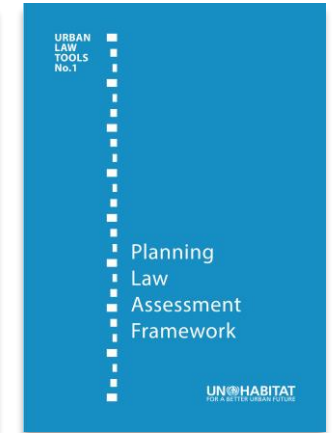 URBAN
LAW
TOOLS
No.1
Planning
Law
Assessment
Framework
UN HABITAT
FOR A BETTER URBAN FUTURE